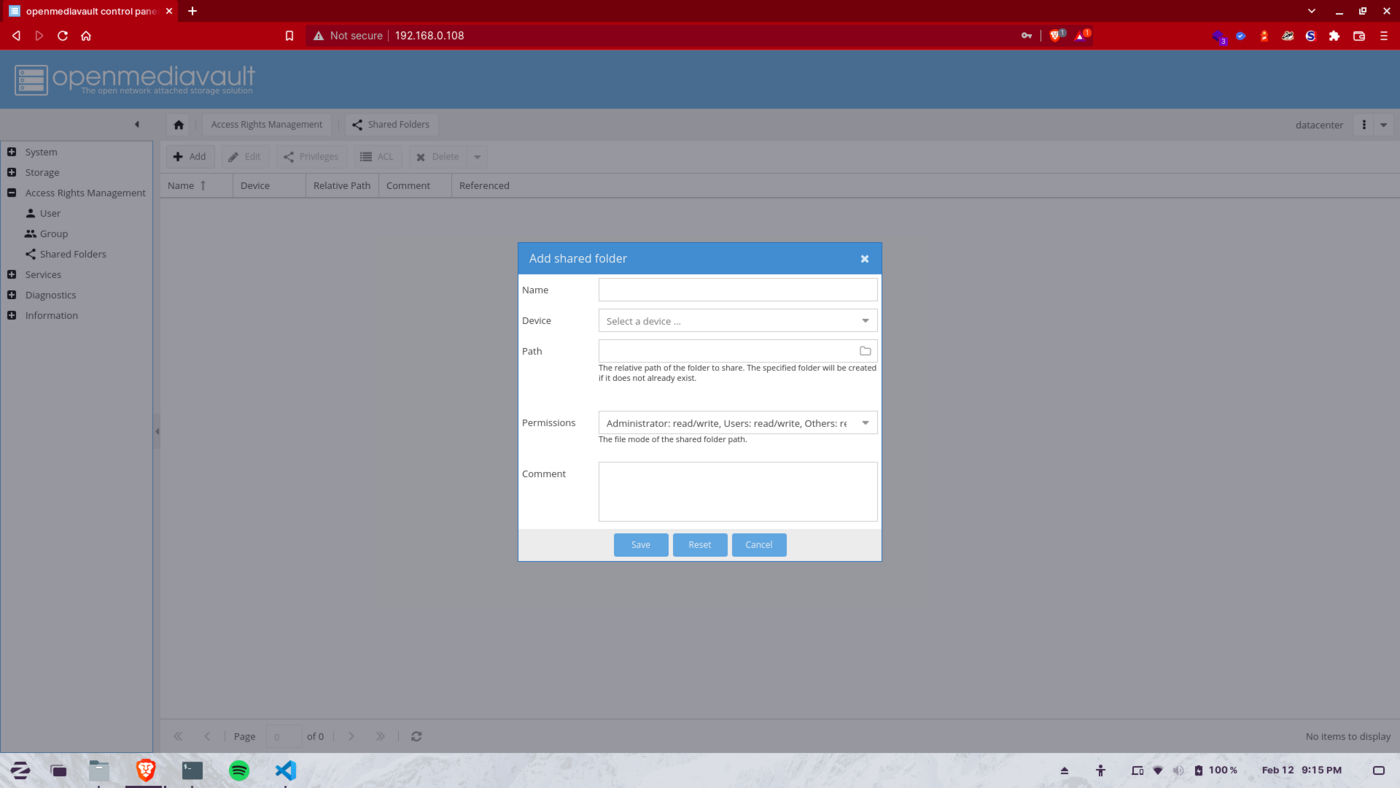 openmediavault control pane
Not secure
192.168.0.108
1
1
3
openmediavault
The open network attached storage solution
Access Rights Management
Shared Folders
datacenter
System
Storage
Access Rights Management
User
Group
Shared Folders
Services
Diagnostics
Information
Add
Edit
Privileges
ACL
Delete
Name
Device
Relative Path
Comment
Referenced
Add shared folder
Name
Device
Select a device ...
Path
The relative path of the folder to share. The specified folder will be created
if it does not already exist.
Permissions
Administrator: read/write, Users: read/write, Others: re
The file mode of the shared folder path.
Comment
Save
Reset
Cancel
Page
0
of 0
No items to display
100%
Feb 12
9:15 PM